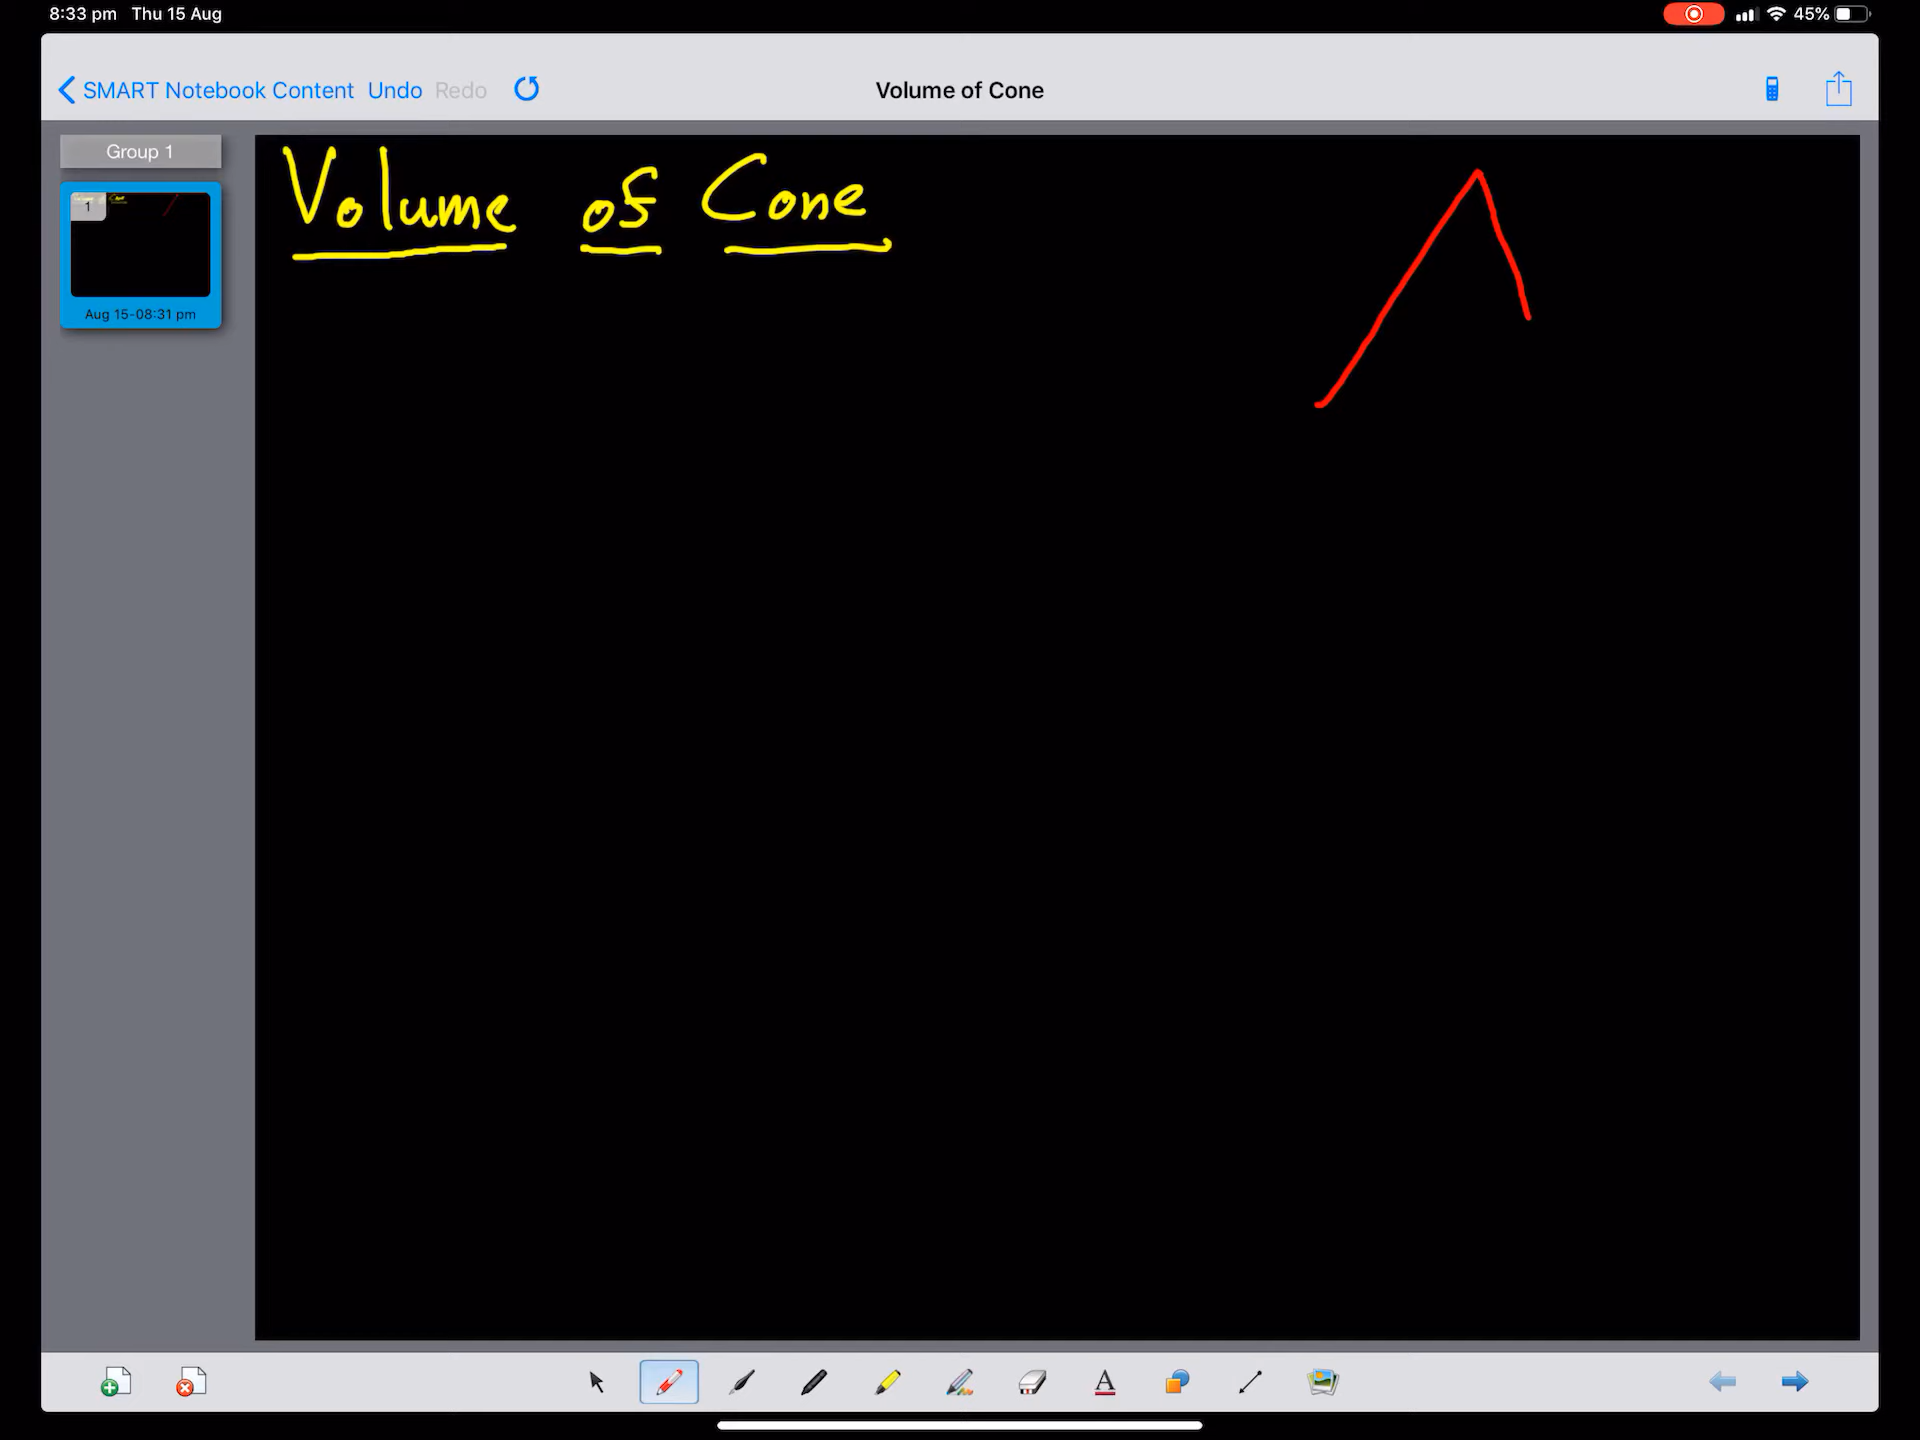 8:33 pm Thu 15 Aug 45%
SMART Notebook Content Undo Redo Volume of Cone
Group 1
1
Aug 15-08:31 pm
Volume of Cone
A